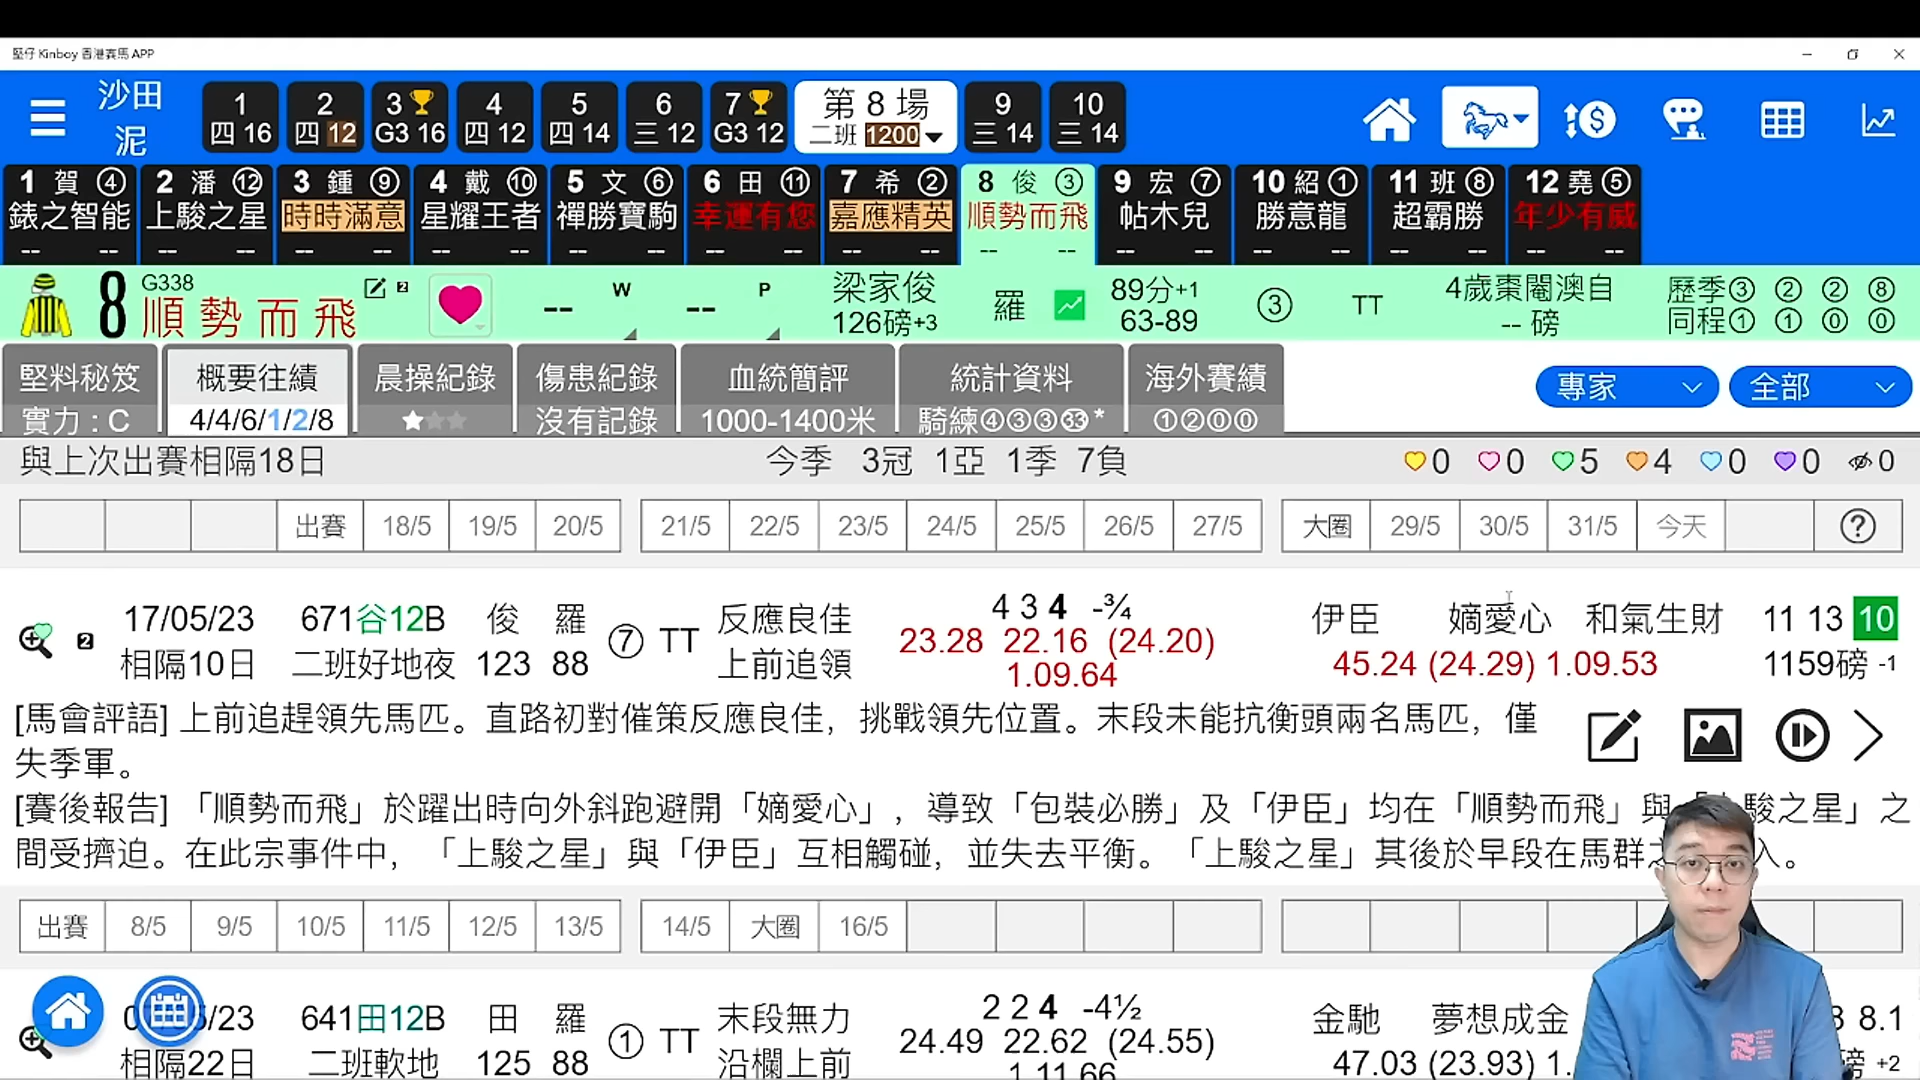 堅仔 Kinboy 香港賽馬 APP
沙田
泥
1
四 16
2
四 12
3
G3 16
4
四 12
5
四 14
6
三 12
7
G3 12
第 8 場
二班 1200
9
三 14
10
三 14
1 賀 ④
錶之智能
-- --
2 潘 ⑫
上駿之星
-- --
3 鍾 ⑨
時時滿意
-- --
4 戴 ⑩
星耀王者
-- --
5 文 ⑥
禪勝寶駒
-- --
6 田 ⑪
幸運有您
-- --
7 希 ②
嘉應精英
-- --
8 俊 ③
順勢而飛
-- --
9 宏 ⑦
帖木兒
-- --
10 紹 ①
勝意龍
-- --
11 班 ⑧
超霸勝
-- --
12 堯 ⑤
年少有威
-- --
8 G338
順勢而飛
2
-- W
-- P
梁家俊
126磅+3
羅
89分+1
63-89
③
TT
4歲棗閹澳自
-- 磅
歷季③ ② ② ⑧
同程① ① ⓪ ⓪
堅料秘笈
實力：C
概要往績
4/4/6/1/2/8
晨操紀錄
傷患紀錄
沒有記錄
血統簡評
1000-1400米
統計資料
騎練④③③㉝*
海外賽績
①②⓪⓪
專家
全部
與上次出賽相隔18日
今季 3冠 1亞 1季 7負
0 0 5 4 0 0 0
出賽 18/5 19/5 20/5 21/5 22/5 23/5 24/5 25/5 26/5 27/5 大圈 29/5 30/5 31/5 今天 ?
2
17/05/23 671谷12B 俊 羅 ⑦ TT 反應良佳 4 3 4 -¾ 伊臣 嫡愛心 和氣生財 11 13 10
相隔10日 二班好地夜 123 88 上前追領 23.28 22.16 (24.20) 45.24 (24.29) 1.09.53 1159磅 -1
1.09.64
[馬會評語] 上前追趕領先馬匹。直路初對催策反應良佳，挑戰領先位置。末段未能抗衡頭兩名馬匹，僅
失季軍。
[賽後報告] 「順勢而飛」於躍出時向外斜跑避開「嫡愛心」，導致「包裝必勝」及「伊臣」均在「順勢而飛」與「 駿之星」之
間受擠迫。在此宗事件中，「上駿之星」與「伊臣」互相觸碰，並失去平衡。「上駿之星」其後於早段在馬群 入。
出賽 8/5 9/5 10/5 11/5 12/5 13/5 14/5 大圈 16/5
/23 641田12B 田 羅 ① TT 末段無力 2 2 4 -4½ 金馳 夢想成金 8.1
相隔22日 二班軟地 125 88 沿欄上前 24.49 22.62 (24.55) 47.03 (23.93) 1. 磅 +2
1.11.66